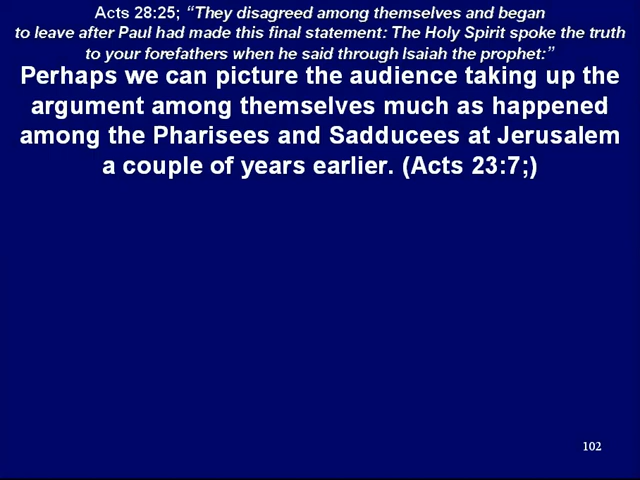 Acts 28:25; “They disagreed among themselves and began
to leave after Paul had made this final statement: The Holy Spirit spoke the truth
to your forefathers when he said through Isaiah the prophet:”
Perhaps we can picture the audience taking up the
argument among themselves much as happened
among the Pharisees and Sadducees at Jerusalem
a couple of years earlier. (Acts 23:7;)
102